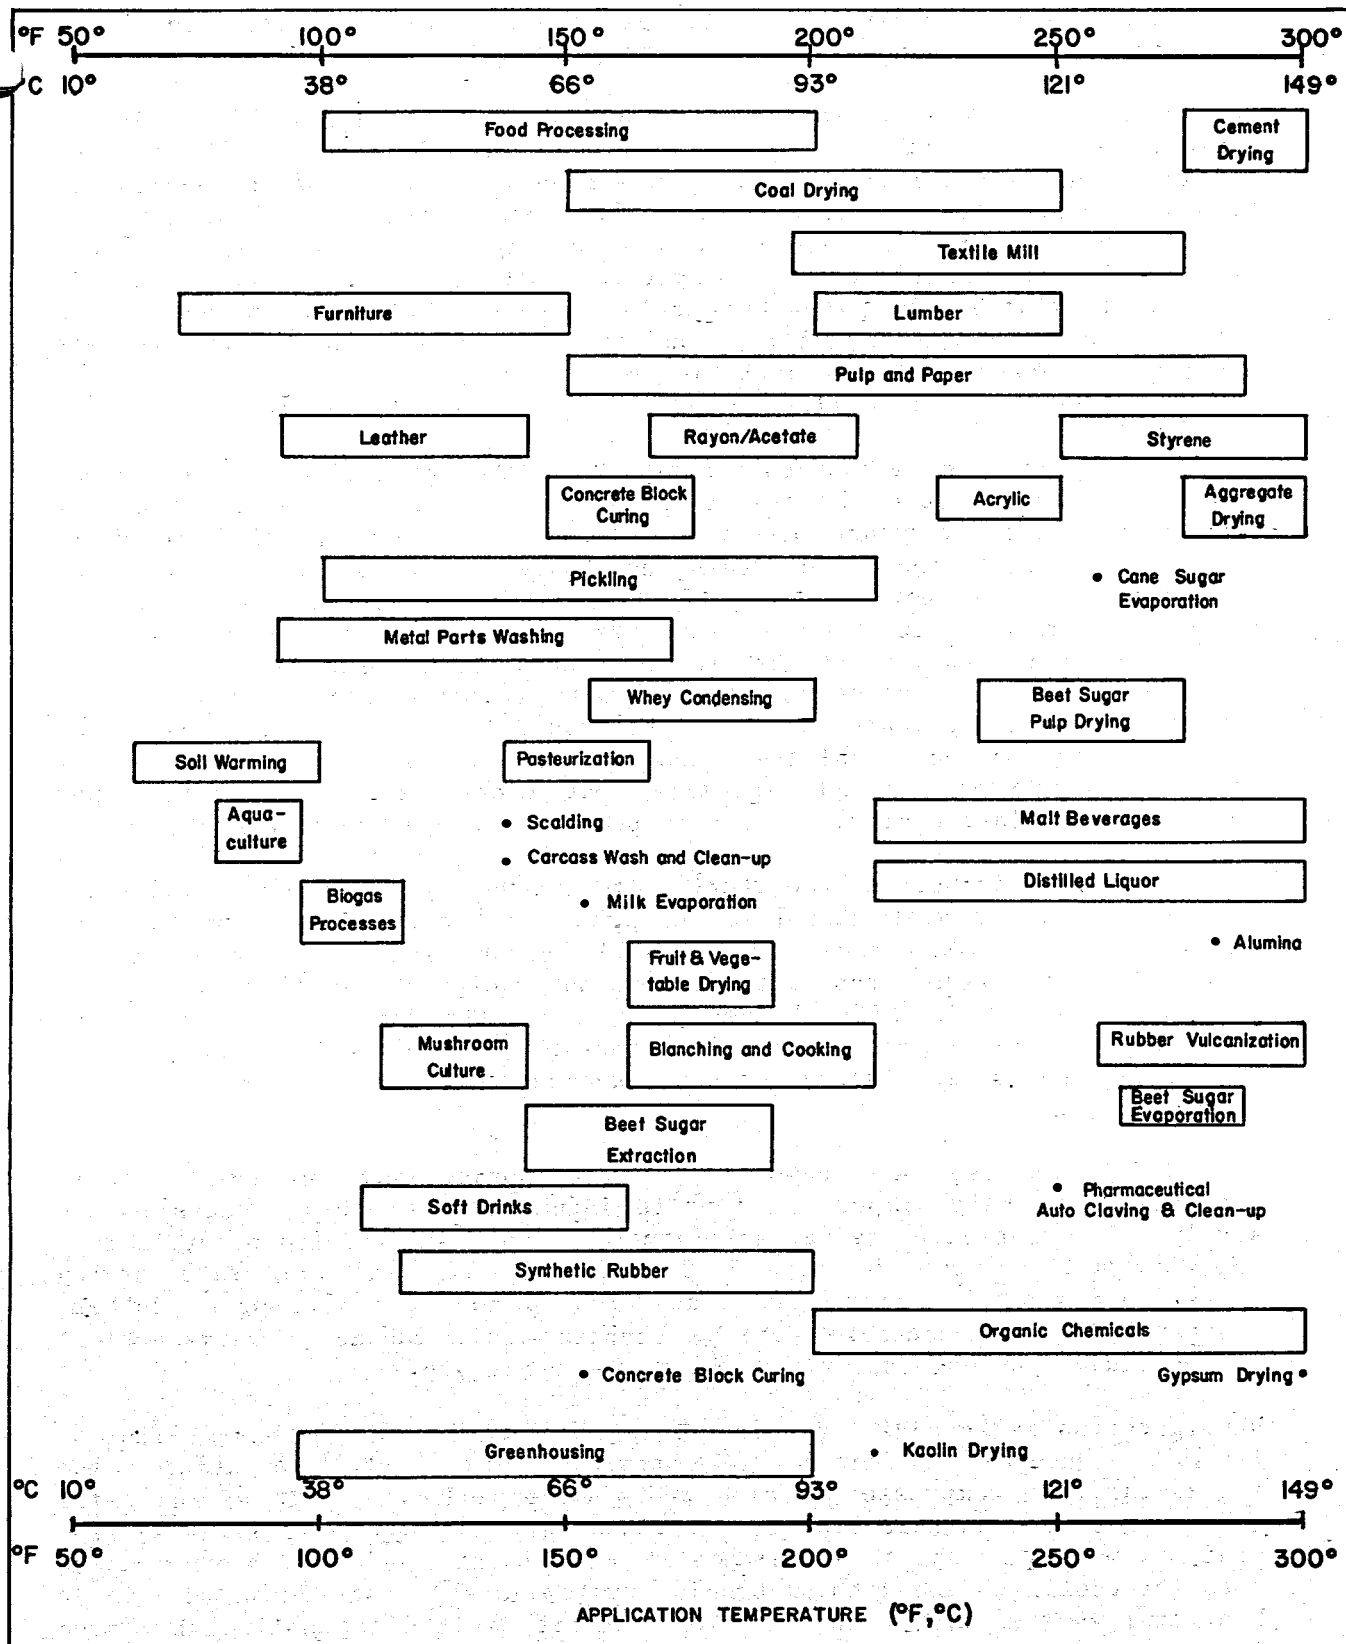 °F 50° 100° 150° 200° 250° 300°
°C 10° 38° 66° 93° 121° 149°
Food Processing
Cement
Drying
Coal Drying
Textile Mill
Furniture
Lumber
Pulp and Paper
Leather
Rayon/Acetate
Styrene
Concrete Block
Curing
Acrylic
Aggregate
Drying
Pickling
Cane Sugar
Evaporation
Metal Parts Washing
Whey Condensing
Beet Sugar
Pulp Drying
Soil Warming
Pasteurization
Aqua-
culture
Scalding
Malt Beverages
Carcass Wash and Clean-up
Distilled Liquor
Biogas
Processes
Milk Evaporation
Alumina
Fruit & Vege-
table Drying
Mushroom
Culture
Blanching and Cooking
Rubber Vulcanization
Beet Sugar
Evaporation
Beet Sugar
Extraction
Soft Drinks
Pharmaceutical
Auto Claving & Clean-up
Synthetic Rubber
Organic Chemicals
Concrete Block Curing
Gypsum Drying
Greenhousing
Kaolin Drying
°C 10° 38° 66° 93° 121° 149°
°F 50° 100° 150° 200° 250° 300°
APPLICATION TEMPERATURE (°F,°C)